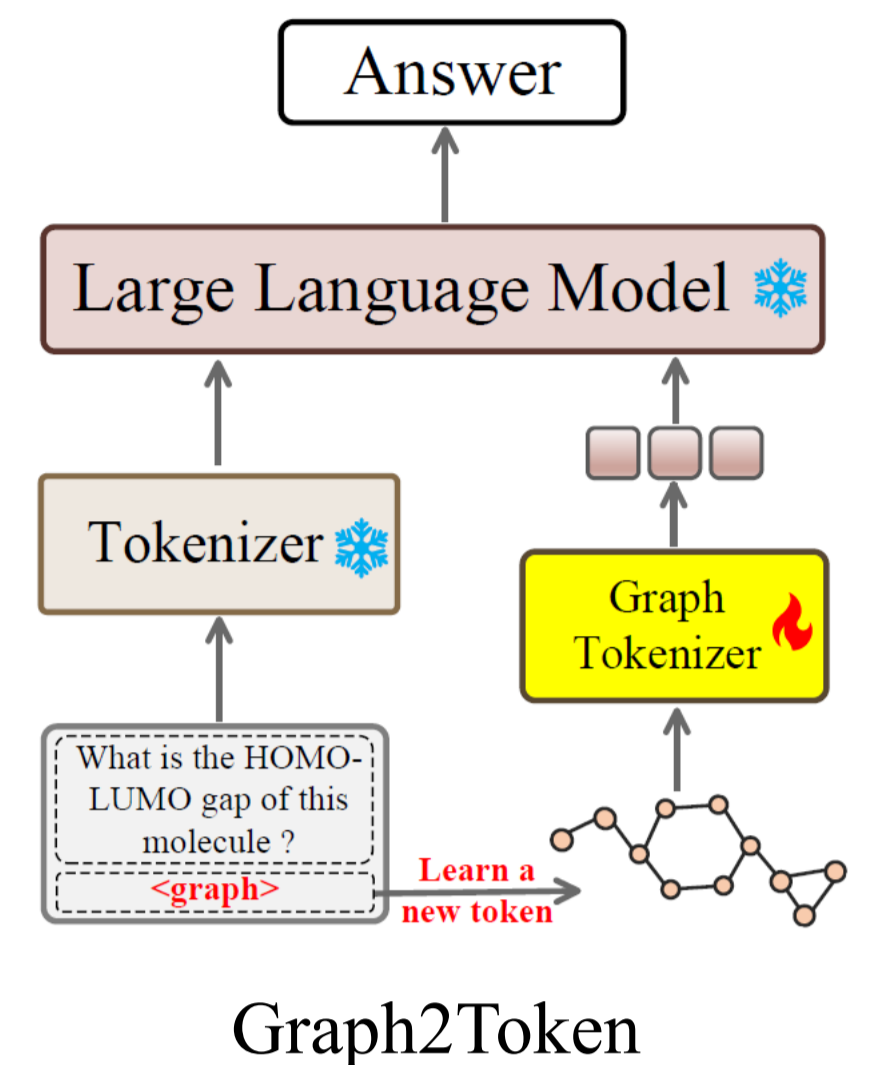 Answer
Large Language Model
Tokenizer
Graph
Tokenizer
What is the HOMO-
LUMO gap of this
molecule ?
<graph>
Learn a
new token
Graph2Token